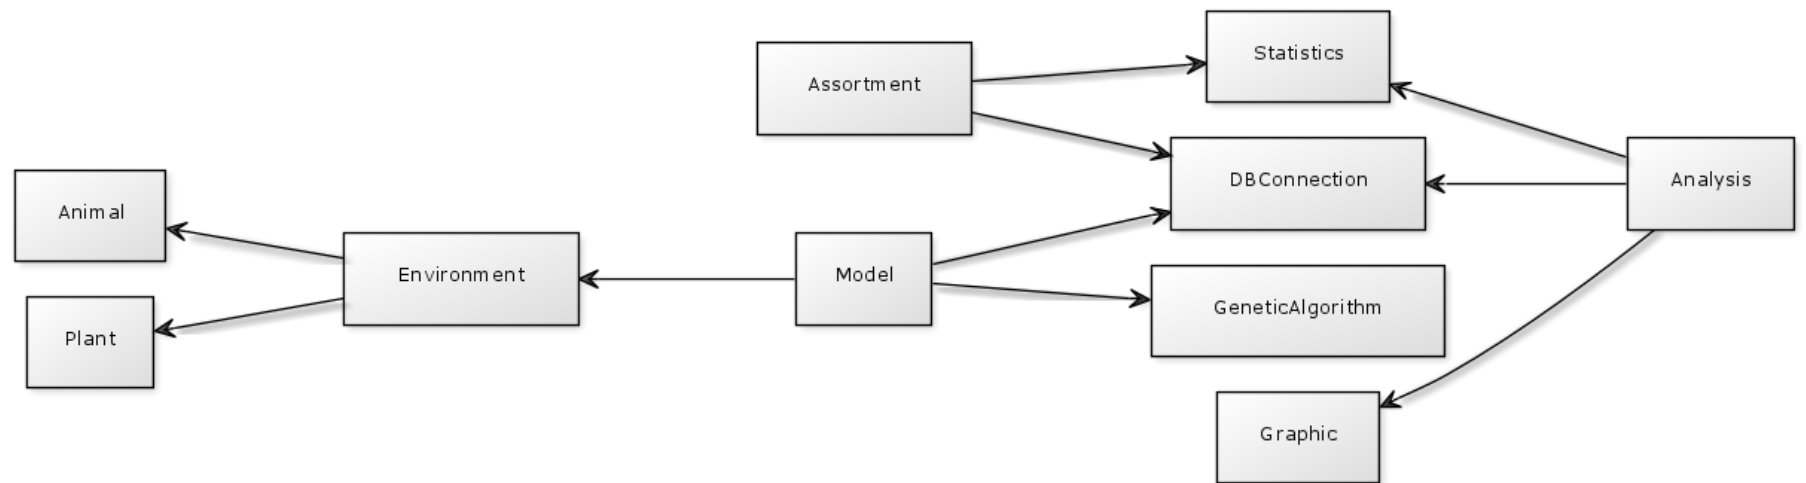 Statistics
Assortment
DBConnection
Analysis
Animal
Environment
Model
GeneticAlgorithm
Plant
Graphic